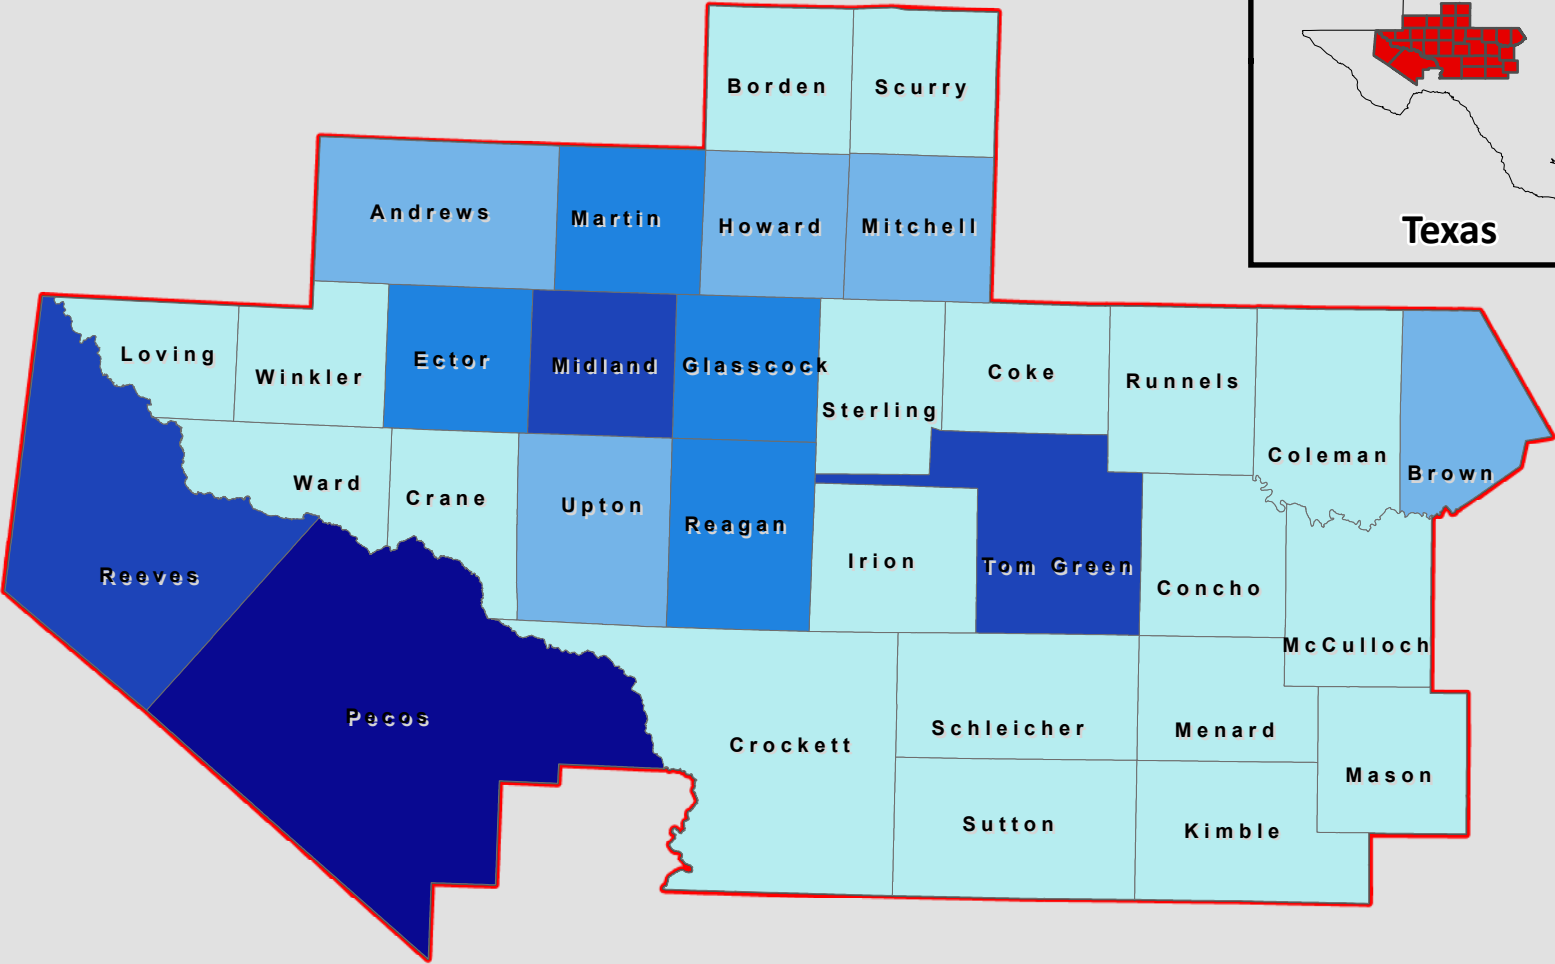 Borden
Scurry
Texas
Andrews
Martin
Howard
Mitchell
Loving
Winkler
Ector
Midland
Glasscock
Sterling
Coke
Runnels
Coleman
Brown
Ward
Crane
Upton
Reagan
Irion
Tom Green
Concho
McCulloch
Reeves
Pecos
Crockett
Schleicher
Menard
Mason
Sutton
Kimble